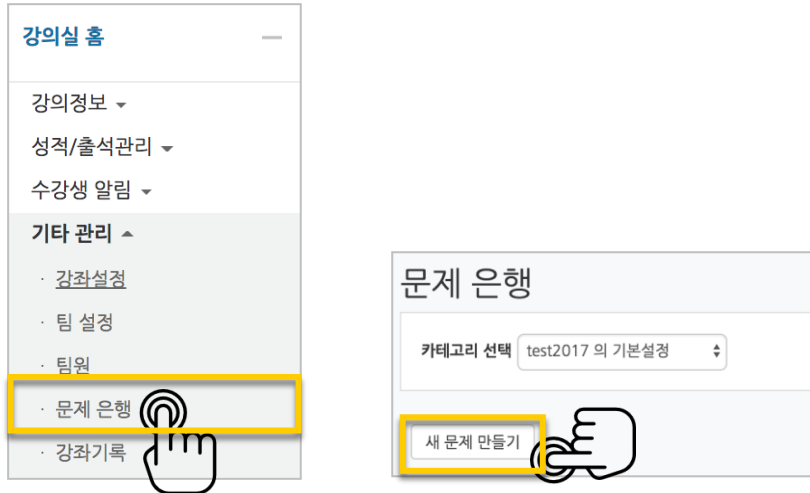 강의실 홈
강의정보
성적/출석관리
수강생 알림
기타 관리
· 강좌설정
· 팀 설정
· 팀원
· 문제 은행
· 강좌기록
문제 은행
카테고리 선택 test2017 의 기본설정
새 문제 만들기